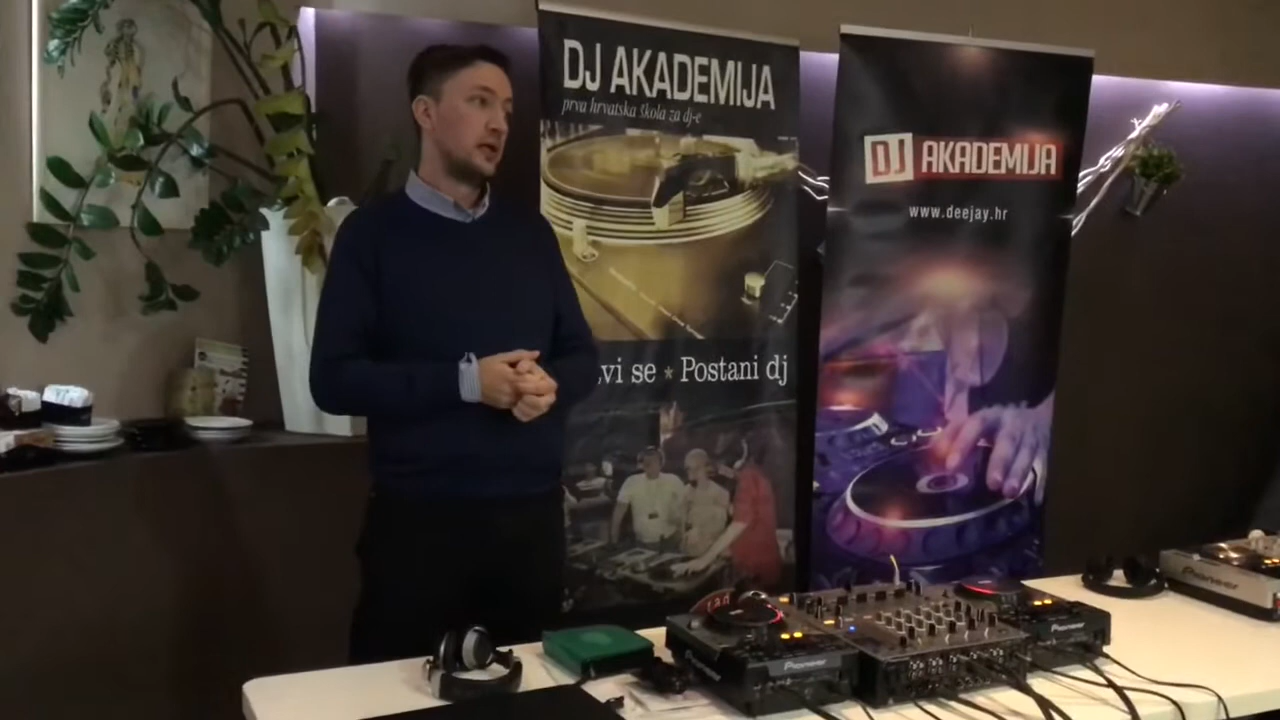 DJ AKADEMIJA
prva hrvatska škola za dj-e
vi se * Postani dj
DJ AKADEMIJA
www.deejay.hr
Pioneer
Pioneer
Pioneer